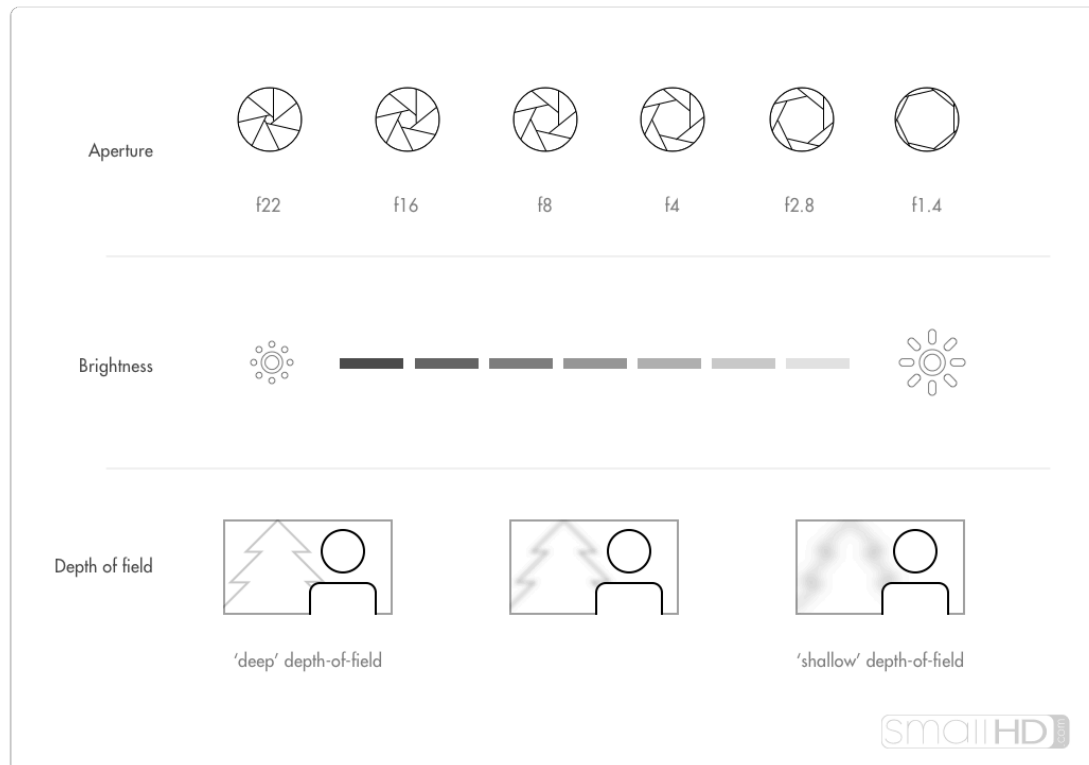 Aperture
f22 f16 f8 f4 f2.8 f1.4
Brightness
Depth of field
‘deep’ depth-of-field ‘shallow’ depth-of-field
smallHD.com